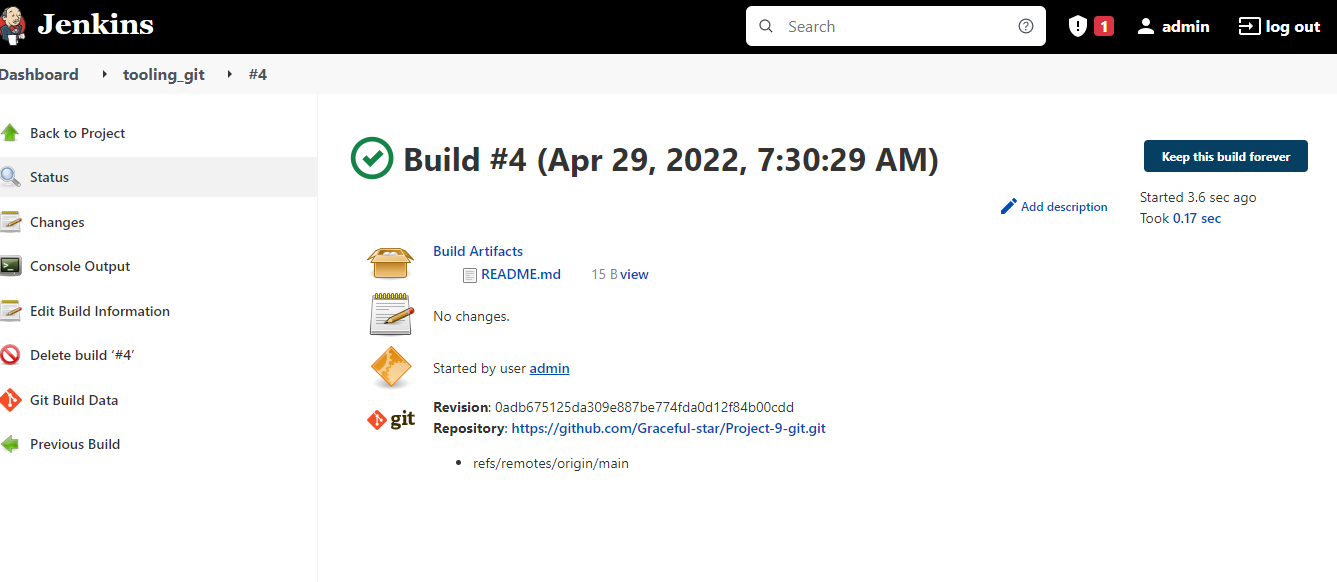 Jenkins
Search
1
admin
log out
Dashboard
tooling_git
#4
Back to Project
Status
Changes
Console Output
Edit Build Information
Delete build ‘#4’
Git Build Data
Previous Build
Build #4 (Apr 29, 2022, 7:30:29 AM)
Keep this build forever
Add description
Started 3.6 sec ago
Took 0.17 sec
Build Artifacts
README.md 15 B view
No changes.
Started by user admin
git
Revision: 0adb675125da309e887be774fda0d12f84b00cdd
Repository: https://github.com/Graceful-star/Project-9-git.git
refs/remotes/origin/main